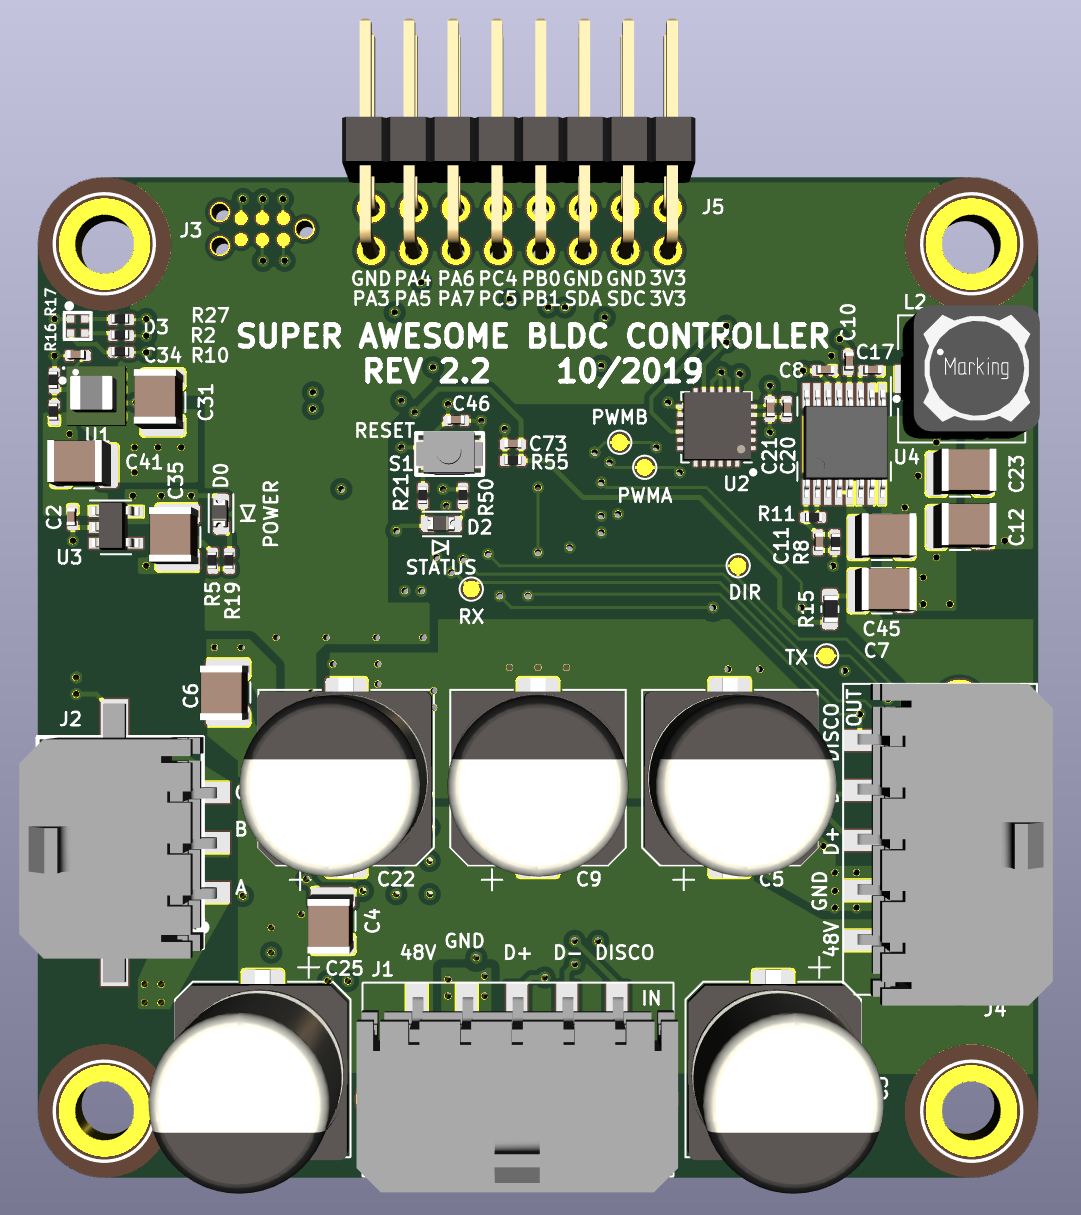 J3
J5
GND PA4 PA6 PC4 PB0 GND GND 3V3
PA3 PA5 PA7 PC5 PB1 SDA SDC 3V3
R17
R16
D3
R27
R2
C34 R10
SUPER AWESOME BLDC CONTROLLER
REV 2.2 10/2019
L2
C10
C17
C8
Marking
C31
U1
C41
C46
RESET
S1
C73
R55
PWMB
PWMA
U2
C21
C20
U4
C23
C35
D0
POWER
C2
U3
R21
R50
D2
STATUS
R11
C11
R8
C12
R5
R19
RX
DIR
R15
C45
C7
TX
C6
J2
OUT
DISCO
D+
GND
48V
B
A
C22
C9
C5
C4
C25
J1
48V GND D+ D- DISCO
IN
J4